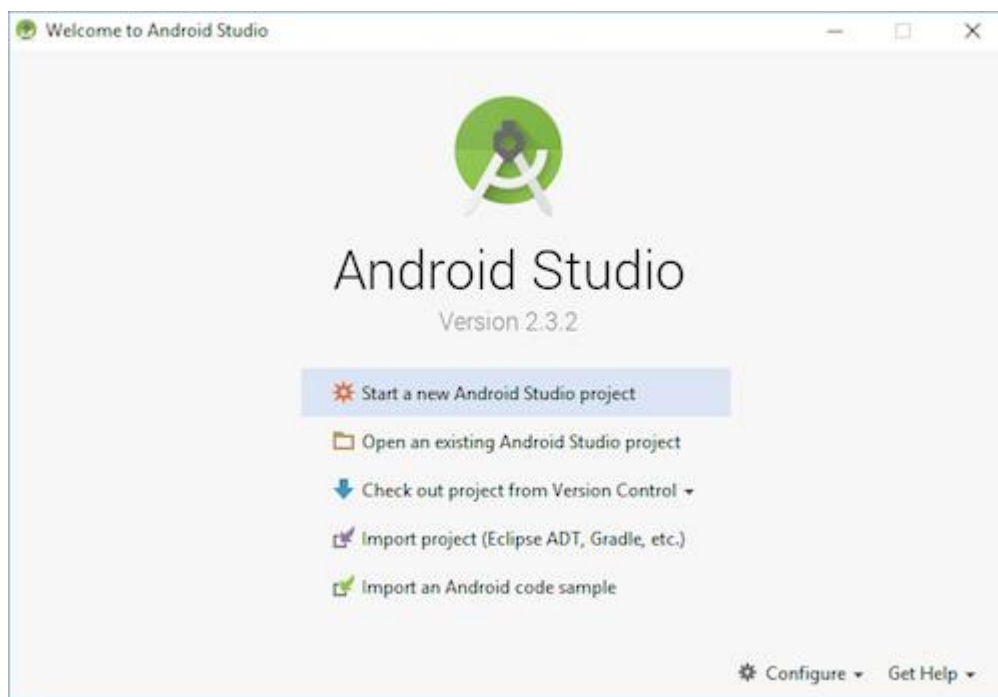 Welcome to Android Studio
Android Studio
Version 2.3.2
Start a new Android Studio project
Open an existing Android Studio project
Check out project from Version Control
Import project (Eclipse ADT, Gradle, etc.)
Import an Android code sample
Configure Get Help